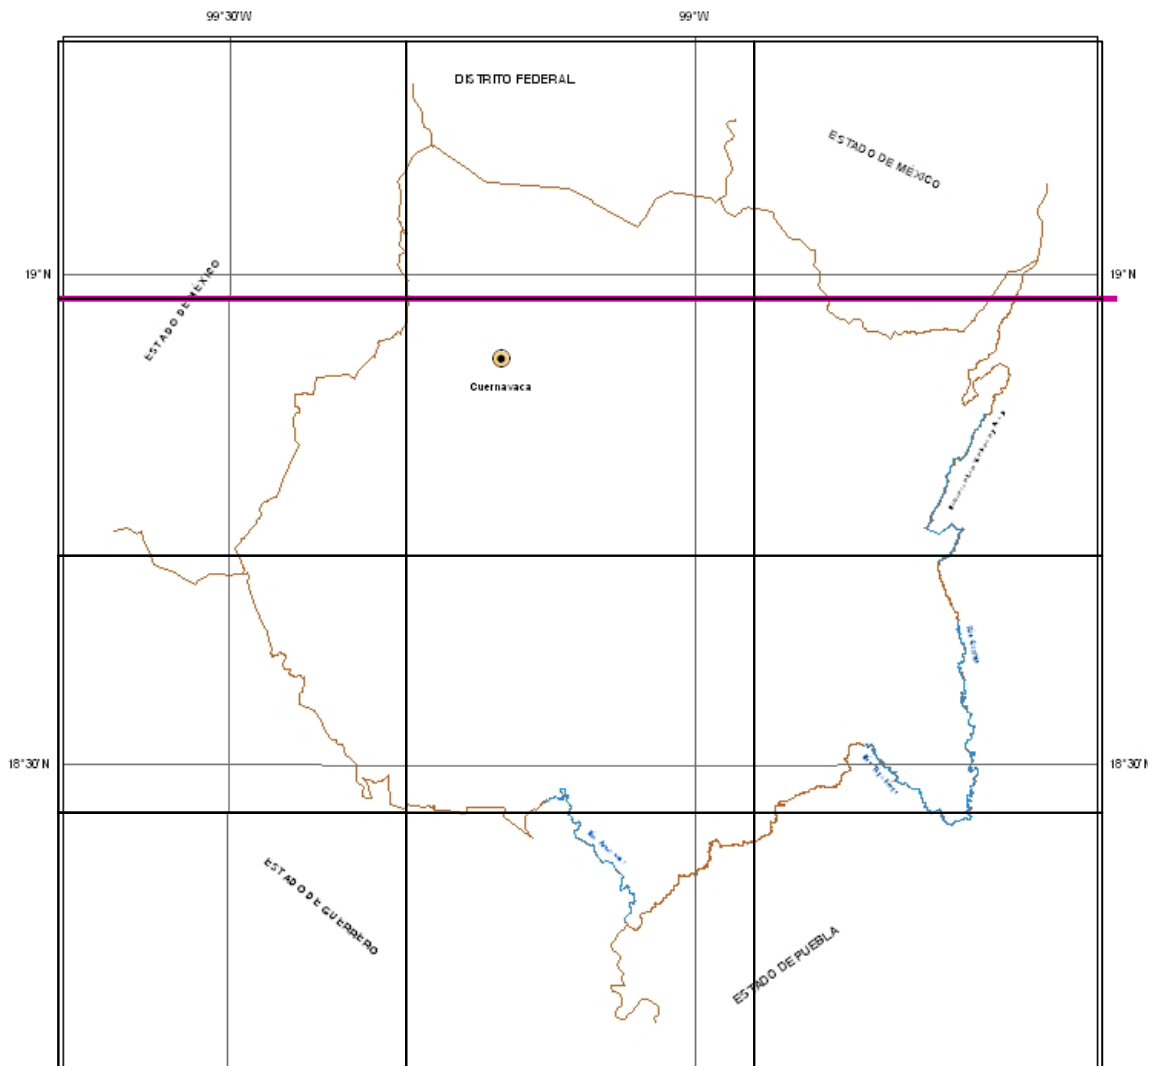 99°30'W
99°W
DISTRITO FEDERAL
ESTADO DE MÉXICO
19°N
19°N
ESTADO DE MÉXICO
Cuernavaca
18°30'N
18°30'N
ESTADO DE GUERRERO
ESTADO DE PUEBLA